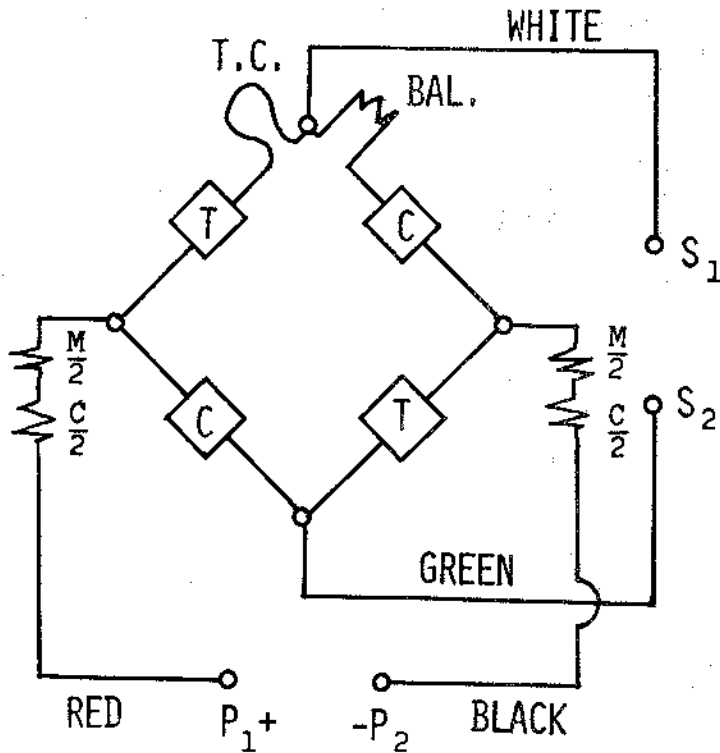 WHITE
T.C.
BAL.
T
C
S1
M/2
M/2
C/2
C/2
S2
C
T
GREEN
RED
P1+
-P2
BLACK